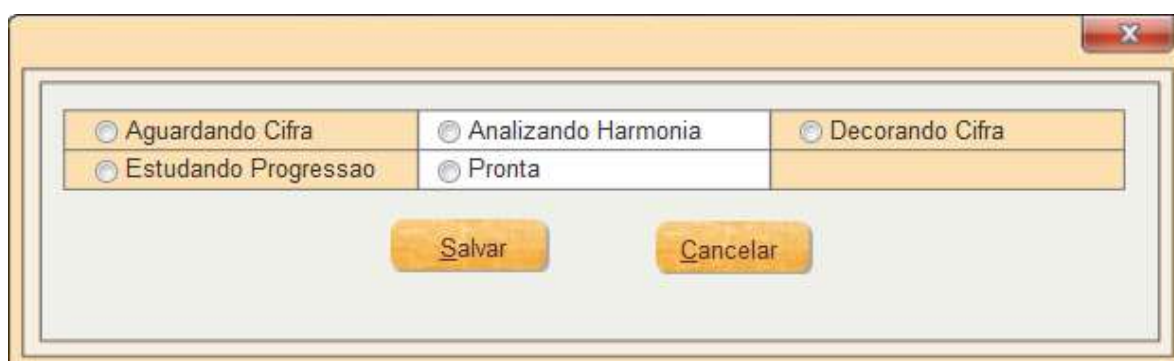 x
Aguardando Cifra Analizando Harmonia Decorando Cifra
Estudando Progressao Pronta
Salvar Cancelar